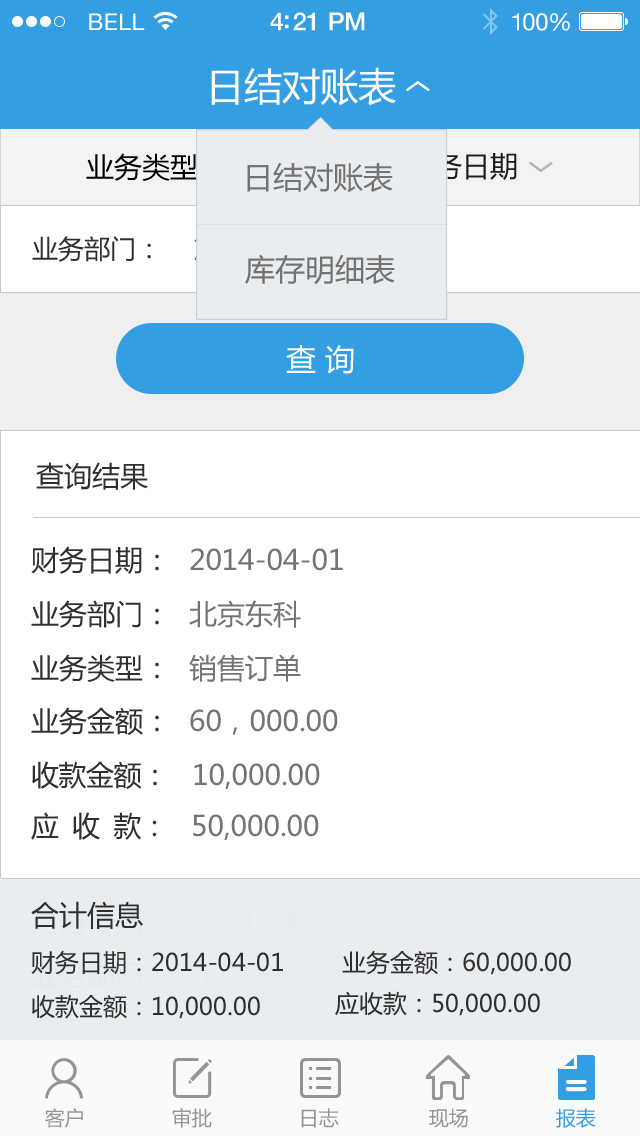 BELL 4:21 PM 100%
日结对账表
业务类型 务日期
日结对账表
业务部门：
库存明细表
查 询
查询结果
财务日期： 2014-04-01
业务部门： 北京东科
业务类型： 销售订单
业务金额： 60，000.00
收款金额： 10,000.00
应 收 款： 50,000.00
合计信息
财务日期：2014-04-01 业务金额：60,000.00
收款金额：10,000.00 应收款：50,000.00
客户 审批 日志 现场 报表